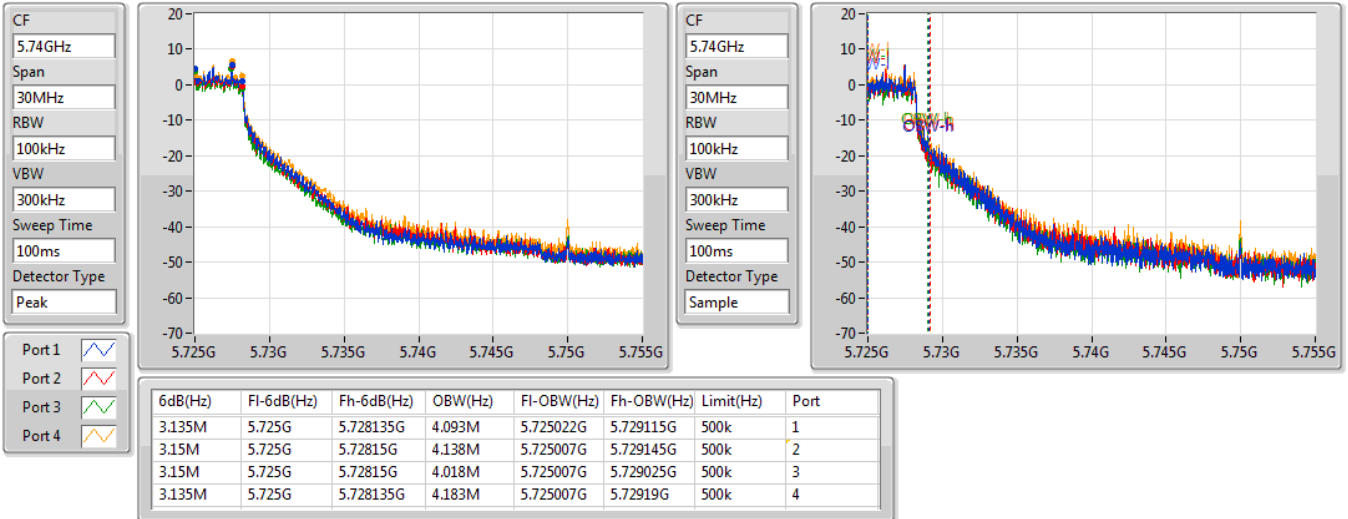 CF
5.74GHz
Span
30MHz
RBW
100kHz
VBW
300kHz
Sweep Time
100ms
Detector Type
Peak
20
10
0
-10
-20
-30
-40
-50
-60
-70
5.725G 5.73G 5.735G 5.74G 5.745G 5.75G 5.755G
CF
5.74GHz
Span
30MHz
RBW
100kHz
VBW
300kHz
Sweep Time
100ms
Detector Type
Sample
20
10
0
-10
-20
-30
-40
-50
-60
-70
OBW-h
5.725G 5.73G 5.735G 5.74G 5.745G 5.75G 5.755G
Port 1
Port 2
Port 3
Port 4
6dB(Hz) Fl-6dB(Hz) Fh-6dB(Hz) OBW(Hz) Fl-OBW(Hz) Fh-OBW(Hz) Limit(Hz) Port
3.135M 5.725G 5.728135G 4.093M 5.725022G 5.729115G 500k 1
3.15M 5.725G 5.72815G 4.138M 5.725007G 5.729145G 500k 2
3.15M 5.725G 5.72815G 4.018M 5.725007G 5.729025G 500k 3
3.135M 5.725G 5.728135G 4.183M 5.725007G 5.72919G 500k 4